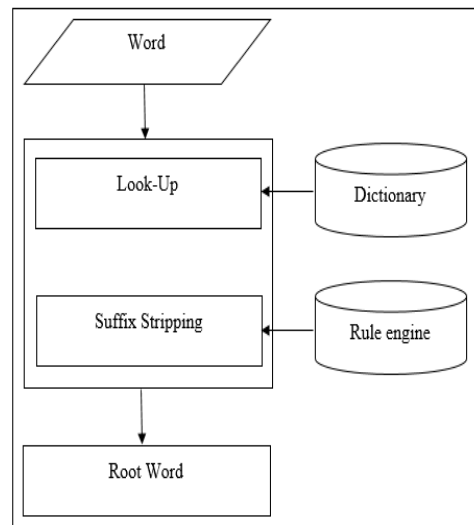 Word
Look-Up
Dictionary
Suffix Stripping
Rule engine
Root Word